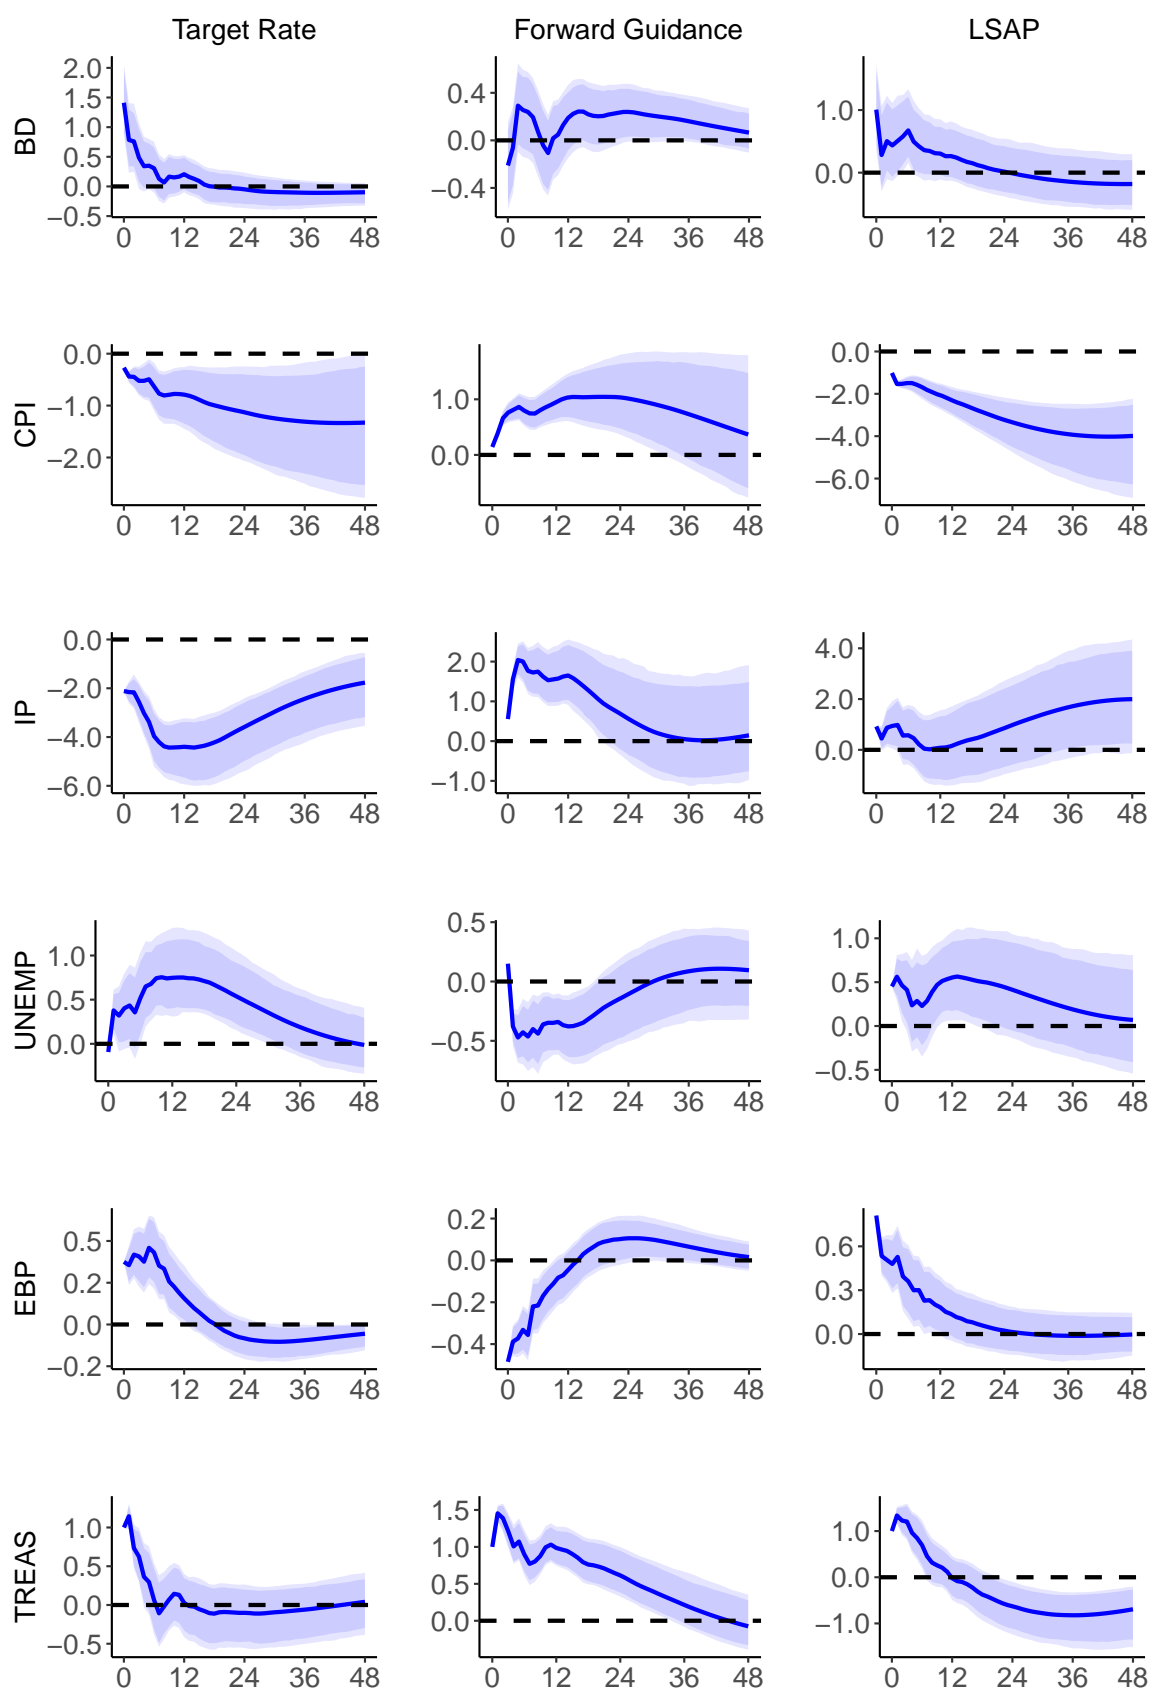 Target Rate Forward Guidance LSAP
BD
2.0 1.5 1.0 0.5 0.0 −0.5
0 12 24 36 48
0.4 0.0 −0.4
0 12 24 36 48
1.0 0.0
0 12 24 36 48
CPI
0.0 −1.0 −2.0
0 12 24 36 48
1.0 0.0
0 12 24 36 48
0.0 −2.0 −4.0 −6.0
0 12 24 36 48
IP
0.0 −2.0 −4.0 −6.0
0 12 24 36 48
2.0 1.0 0.0 −1.0
0 12 24 36 48
4.0 2.0 0.0
0 12 24 36 48
UNEMP
1.0 0.5 0.0
0 12 24 36 48
0.5 0.0 −0.5
0 12 24 36 48
1.0 0.5 0.0 −0.5
0 12 24 36 48
EBP
0.5 0.2 0.0 −0.2
0 12 24 36 48
0.2 0.0 −0.2 −0.4
0 12 24 36 48
0.6 0.3 0.0
0 12 24 36 48
TREAS
1.0 0.5 0.0 −0.5
0 12 24 36 48
1.5 1.0 0.5 0.0
0 12 24 36 48
1.0 0.0 −1.0
0 12 24 36 48